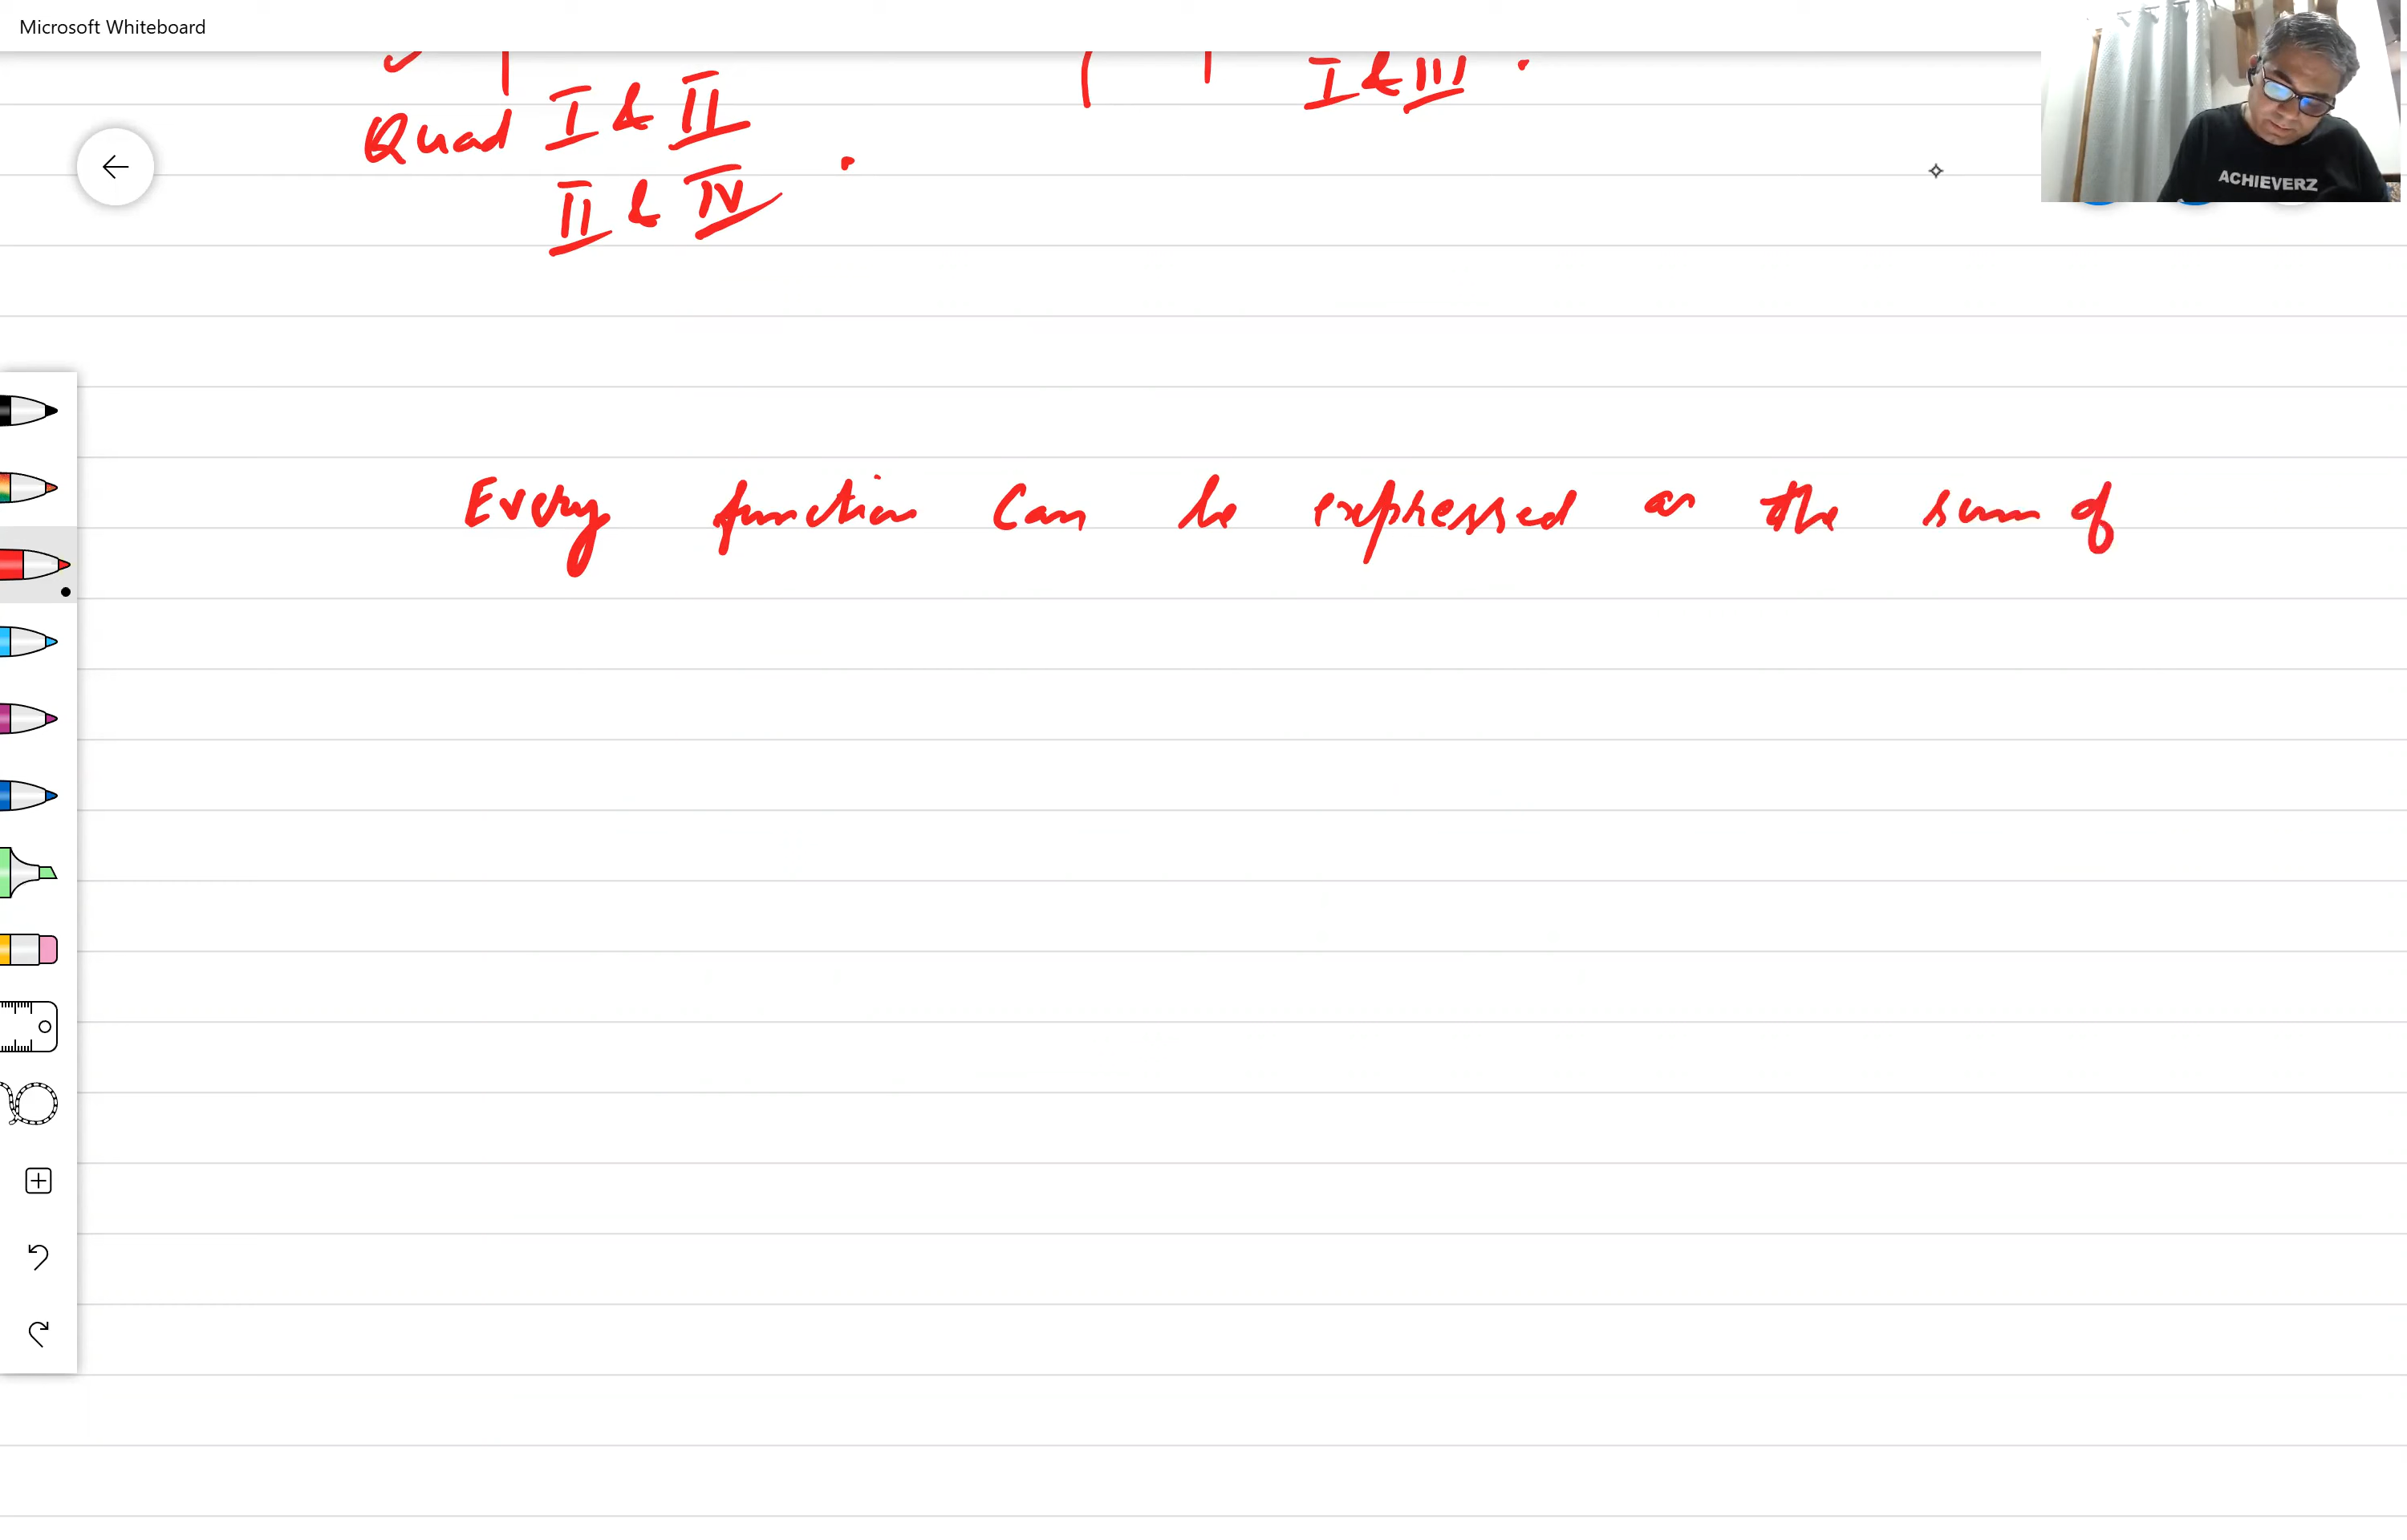 Microsoft Whiteboard
I & III .
Quad I & II
II & IV .
ACHIEVERZ
Every function can be expressed as the sum of